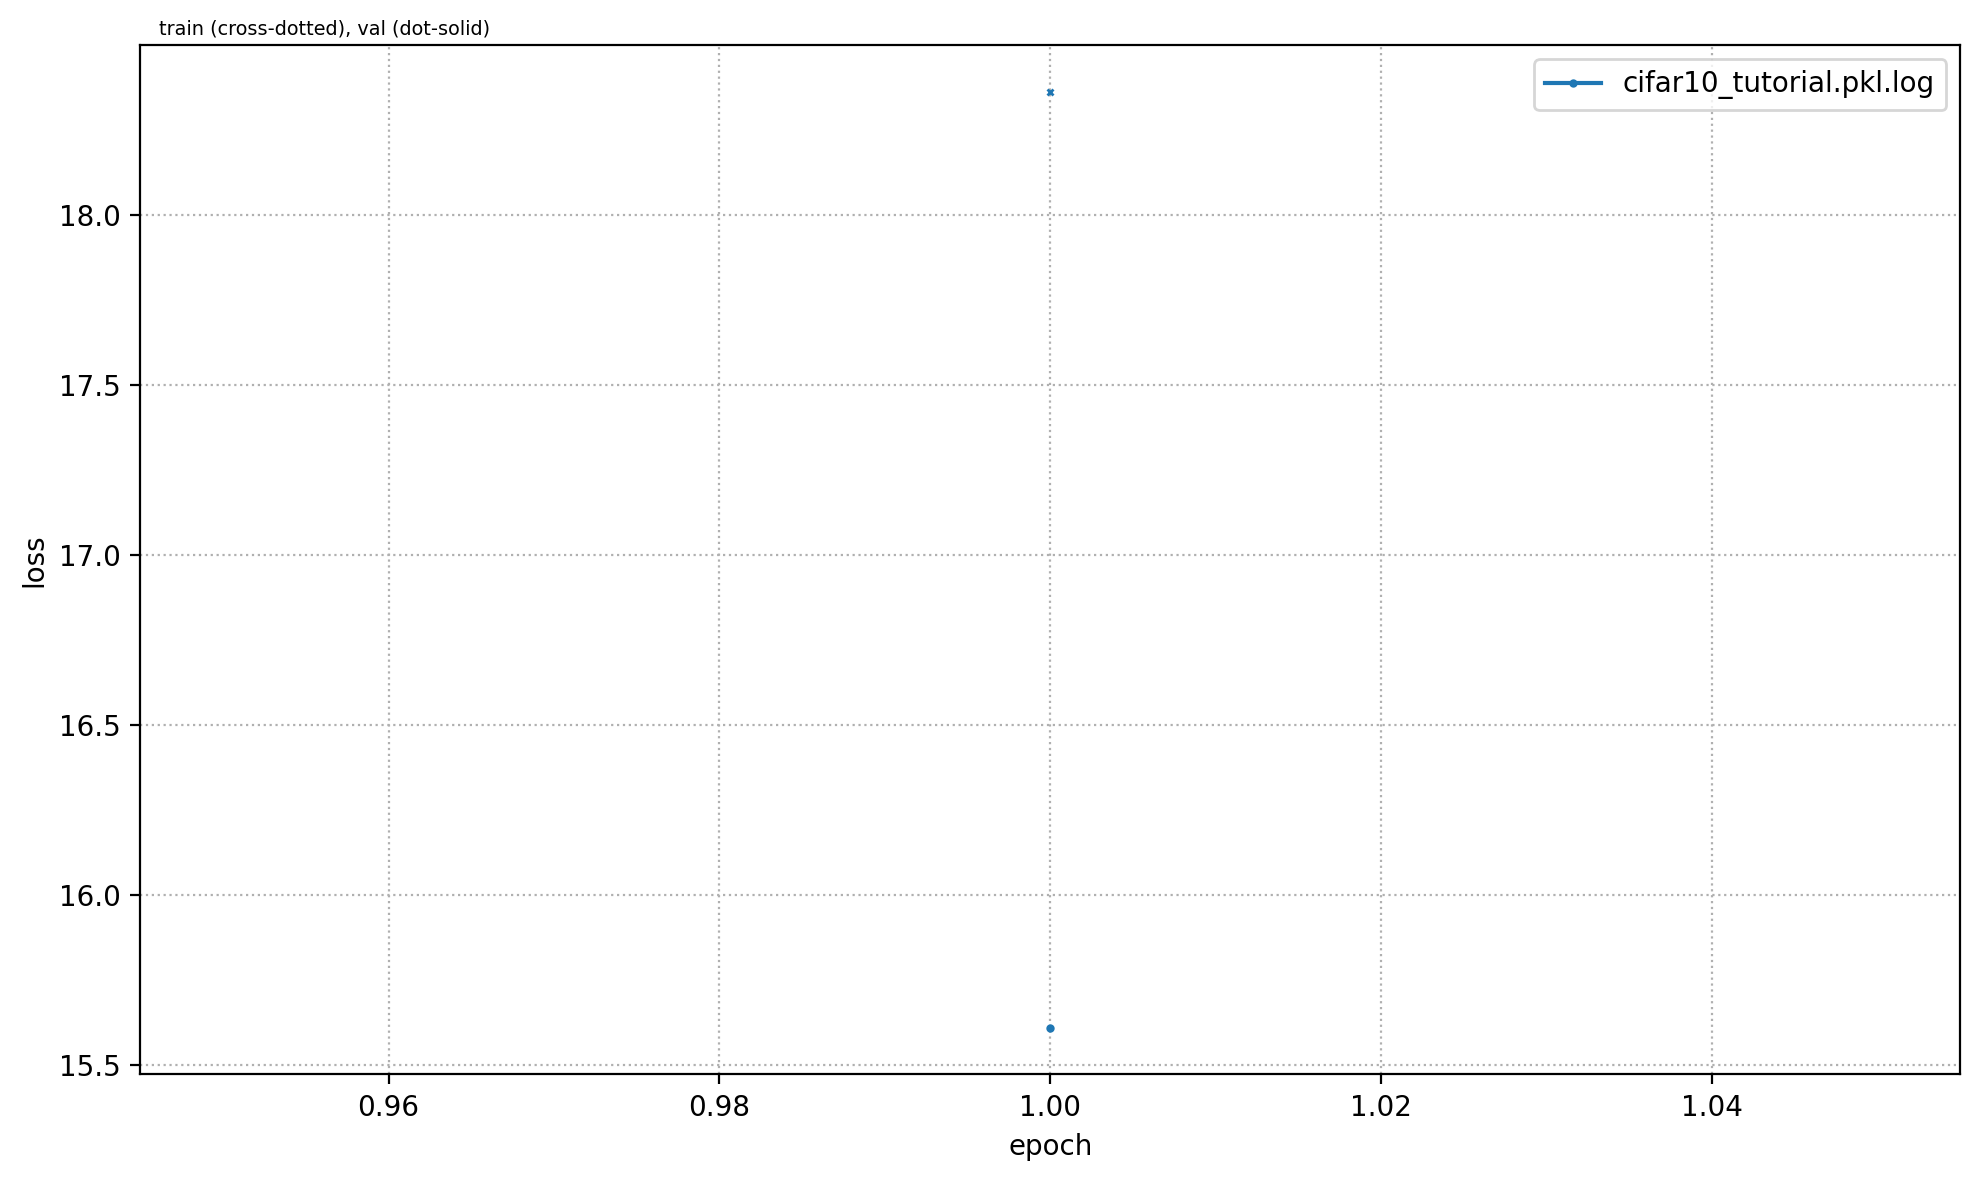 train (cross-dotted), val (dot-solid)
cifar10_tutorial.pkl.log
18.0
17.5
17.0
16.5
16.0
15.5
loss
0.96 0.98 1.00 1.02 1.04
epoch